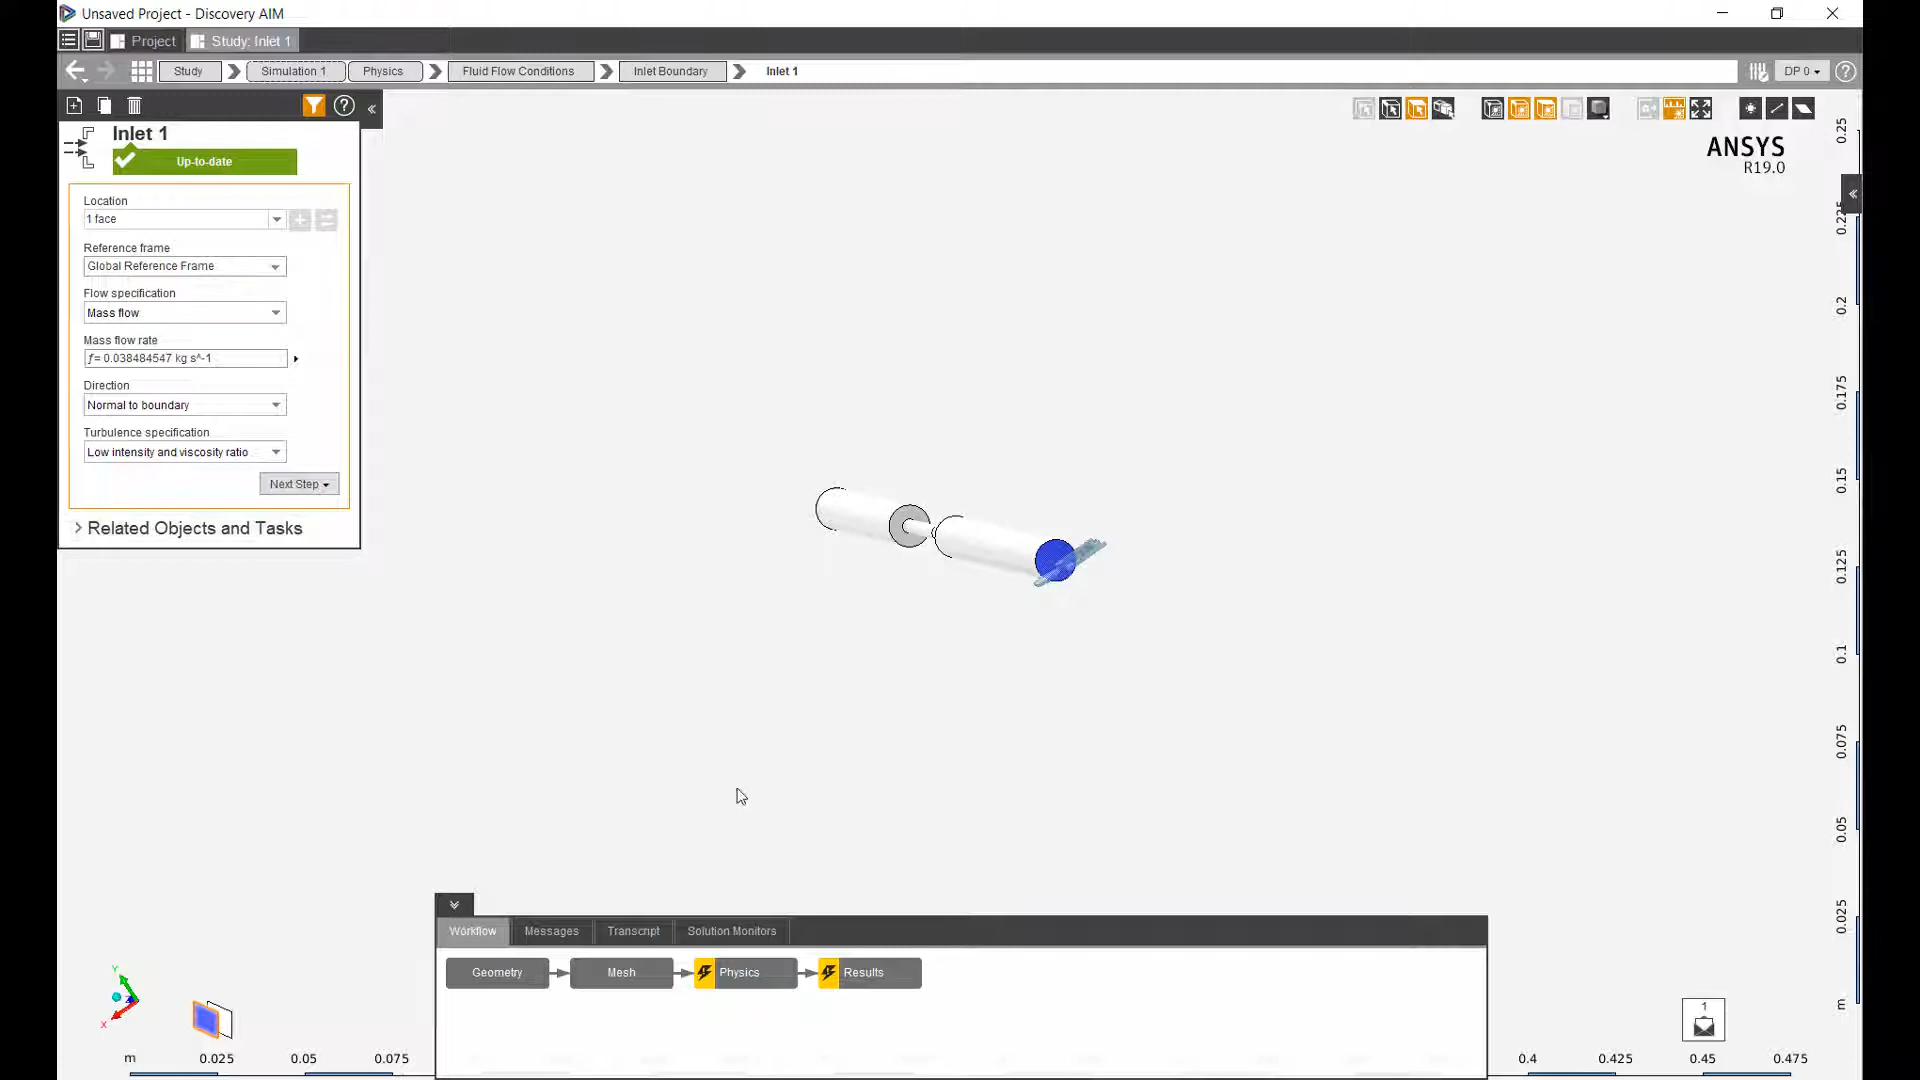 Unsaved Project - Discovery AIM
Project
Study: Inlet 1
Study
Simulation 1
Physics
Fluid Flow Conditions
Inlet Boundary
Inlet 1
DP 0
Inlet 1
Up-to-date
Location
1 face
Reference frame
Global Reference Frame
Flow specification
Mass flow
Mass flow rate
ƒ= 0.038484547 kg s^-1
Direction
Normal to boundary
Turbulence specification
Low intensity and viscosity ratio
Next Step
Related Objects and Tasks
ANSYS
R19.0
0.25
0.225
0.2
0.175
0.15
0.125
0.1
0.075
0.05
0.025
m
Workflow
Messages
Transcript
Solution Monitors
Geometry
Mesh
Physics
Results
Y
Z
X
1
m
0.025
0.05
0.075
0.4
0.425
0.45
0.475